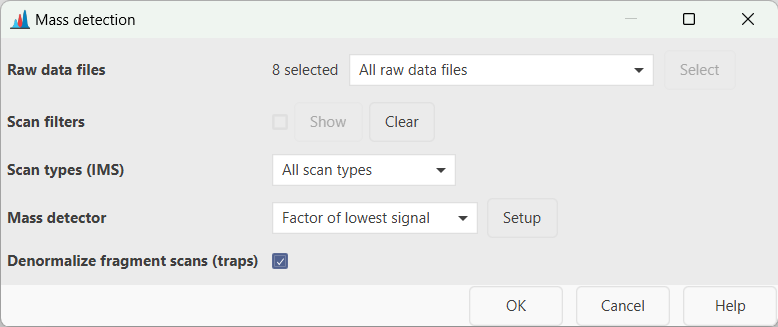 Mass detection
Raw data files 8 selected All raw data files Select
Scan filters Show Clear
Scan types (IMS) All scan types
Mass detector Factor of lowest signal Setup
Denormalize fragment scans (traps)
OK Cancel Help